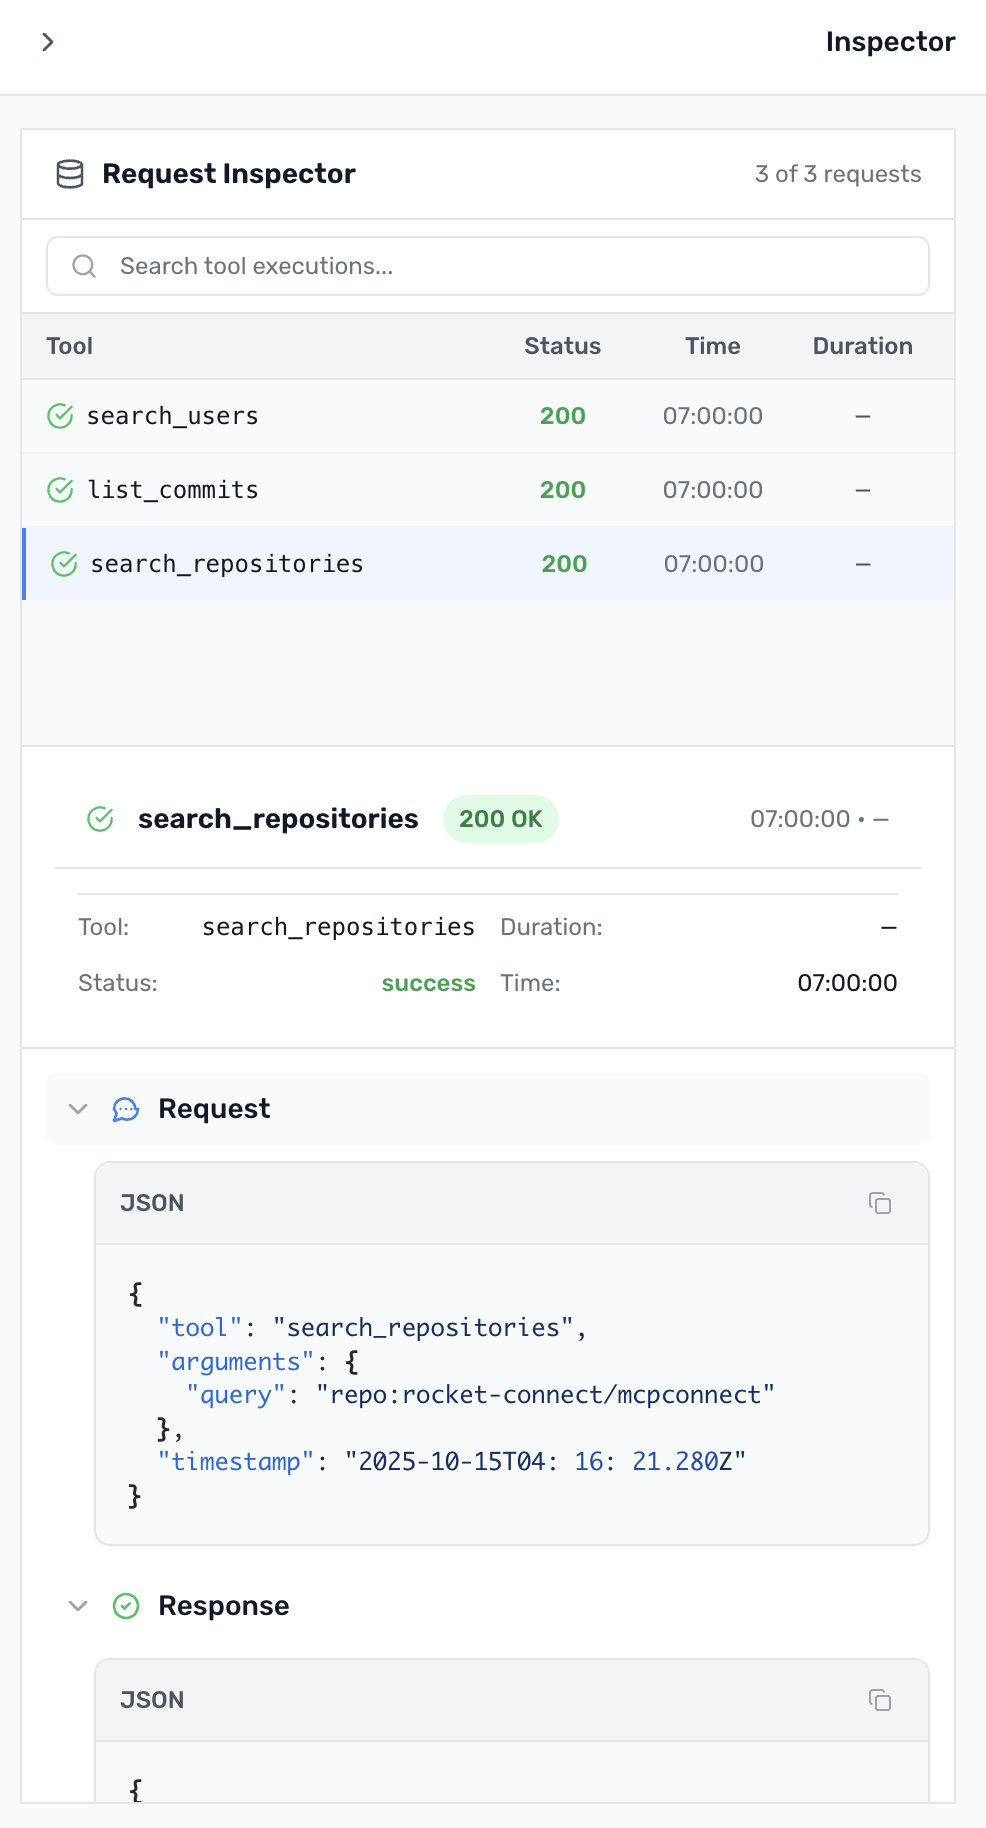 Inspector
Request Inspector 3 of 3 requests
Search tool executions...
Tool Status Time Duration
search_users 200 07:00:00 –
list_commits 200 07:00:00 –
search_repositories 200 07:00:00 –
search_repositories 200 OK 07:00:00 • –
Tool: search_repositories Duration: –
Status: success Time: 07:00:00
Request
JSON
{
  "tool": "search_repositories",
  "arguments": {
    "query": "repo:rocket-connect/mcpconnect"
  },
  "timestamp": "2025-10-15T04: 16: 21.280Z"
}
Response
JSON
{